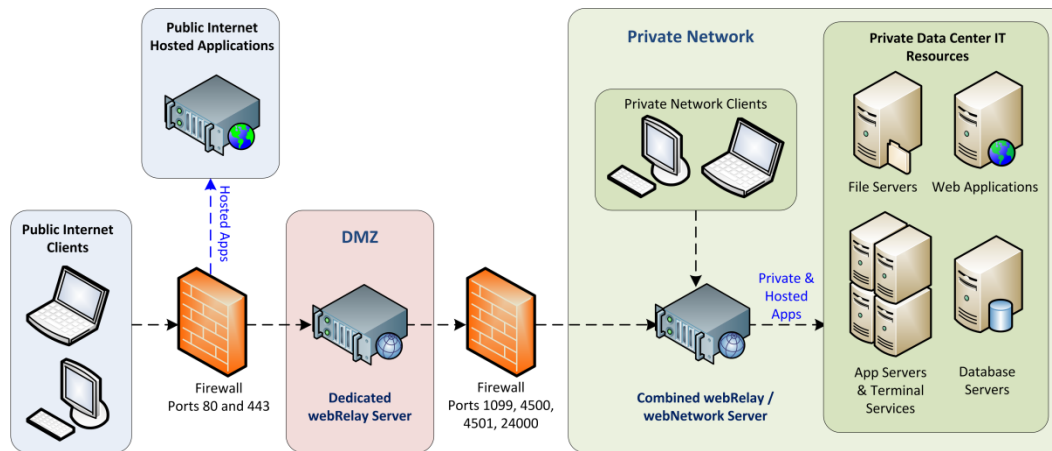 Public Internet
Hosted Applications
Hosted Apps
Public Internet
Clients
Firewall
Ports 80 and 443
DMZ
Dedicated
webRelay Server
Firewall
Ports 1099, 4500,
4501, 24000
Private Network
Private Network Clients
Combined webRelay /
webNetwork Server
Private &
Hosted
Apps
Private Data Center IT
Resources
File Servers
Web Applications
App Servers
& Terminal
Services
Database
Servers